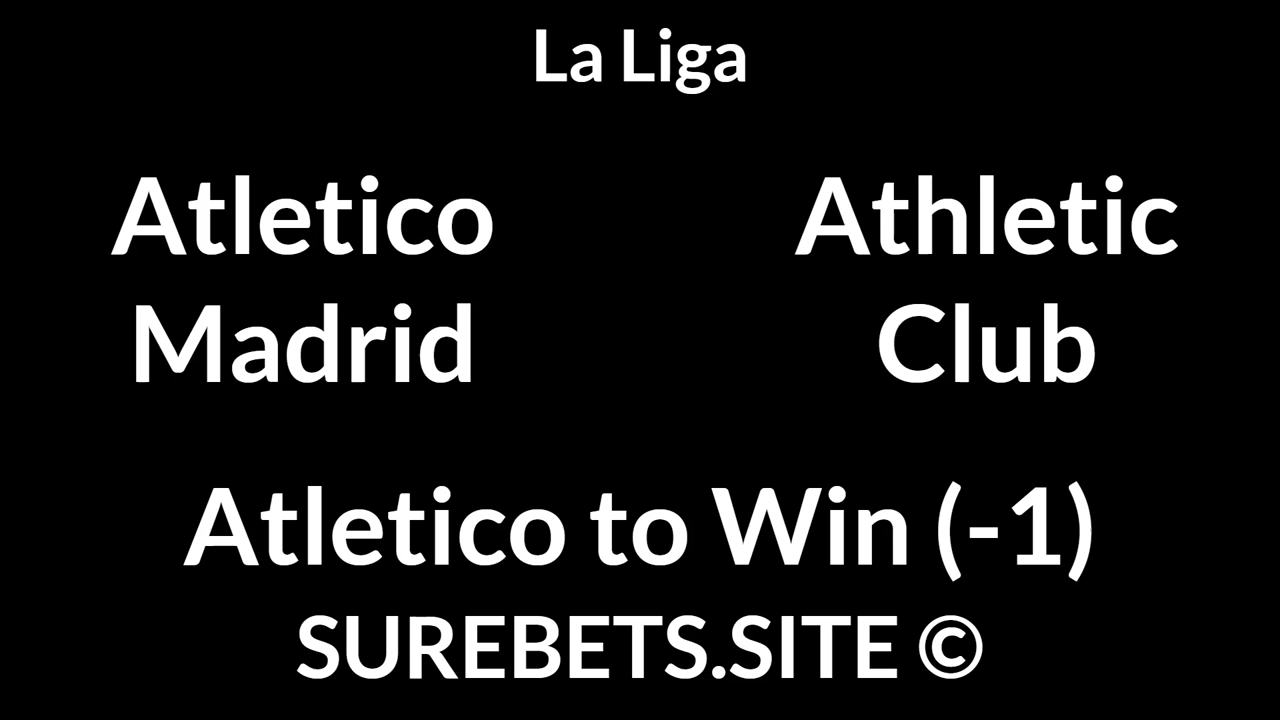 La Liga
Atletico
Madrid
Athletic
Club
Atletico to Win (-1)
SUREBETS.SITE ©